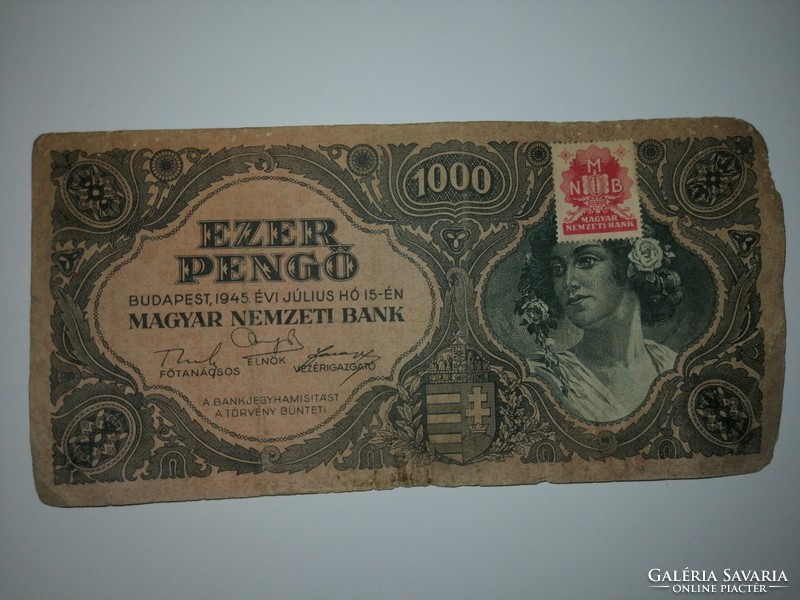 1000
M
N B
MAGYAR
NEMZETI BANK
EZER
PENGŐ
BUDAPEST, 1945. ÉVI JÚLIUS HÓ 15-ÉN
MAGYAR NEMZETI BANK
ELNÖK
FŐTANÁCSOS VEZÉRIGAZGATÓ
A BANKJEGYHAMISITÁST
A TÖRVÉNY BÜNTETI
GALÉRIA SAVARIA
ONLINE PIACTÉR